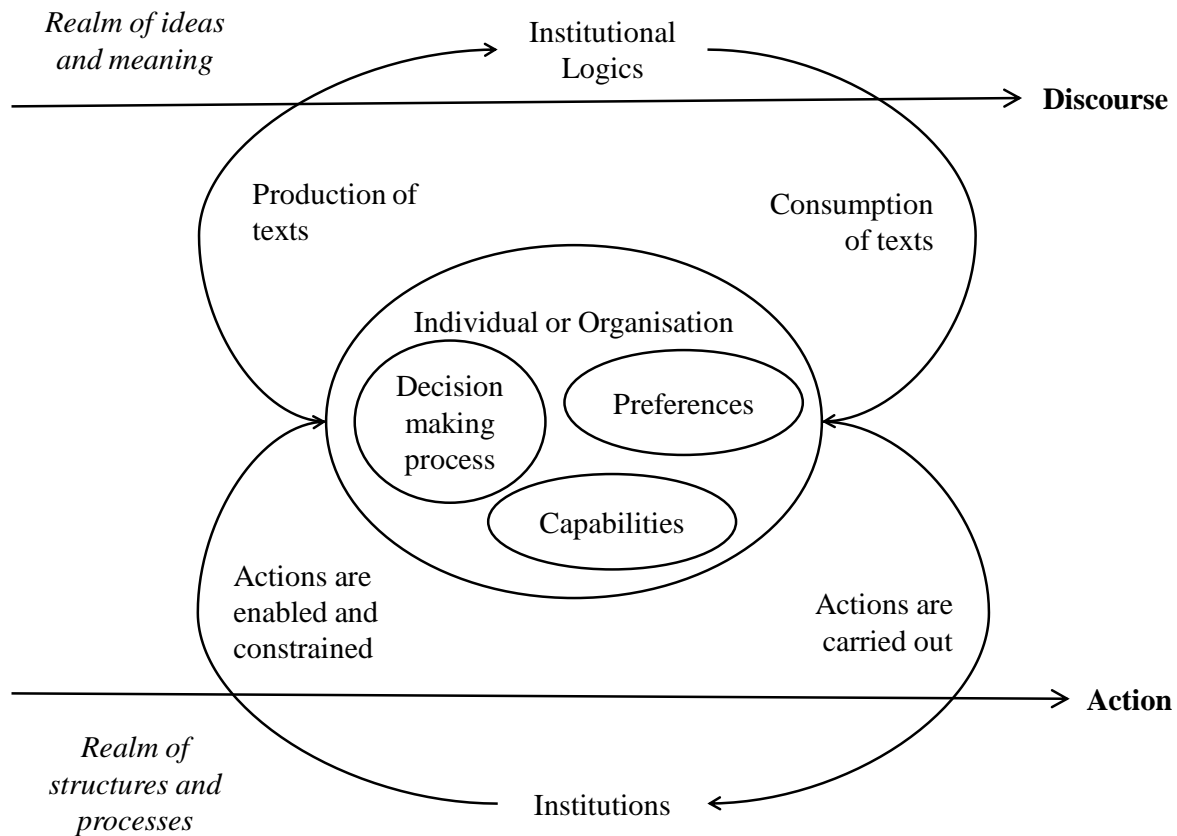 Realm of ideas
and meaning
Institutional
Logics
Discourse
Production of
texts
Consumption
of texts
Individual or Organisation
Decision
making
process
Preferences
Capabilities
Actions are
enabled and
constrained
Actions are
carried out
Action
Realm of
structures and
processes
Institutions